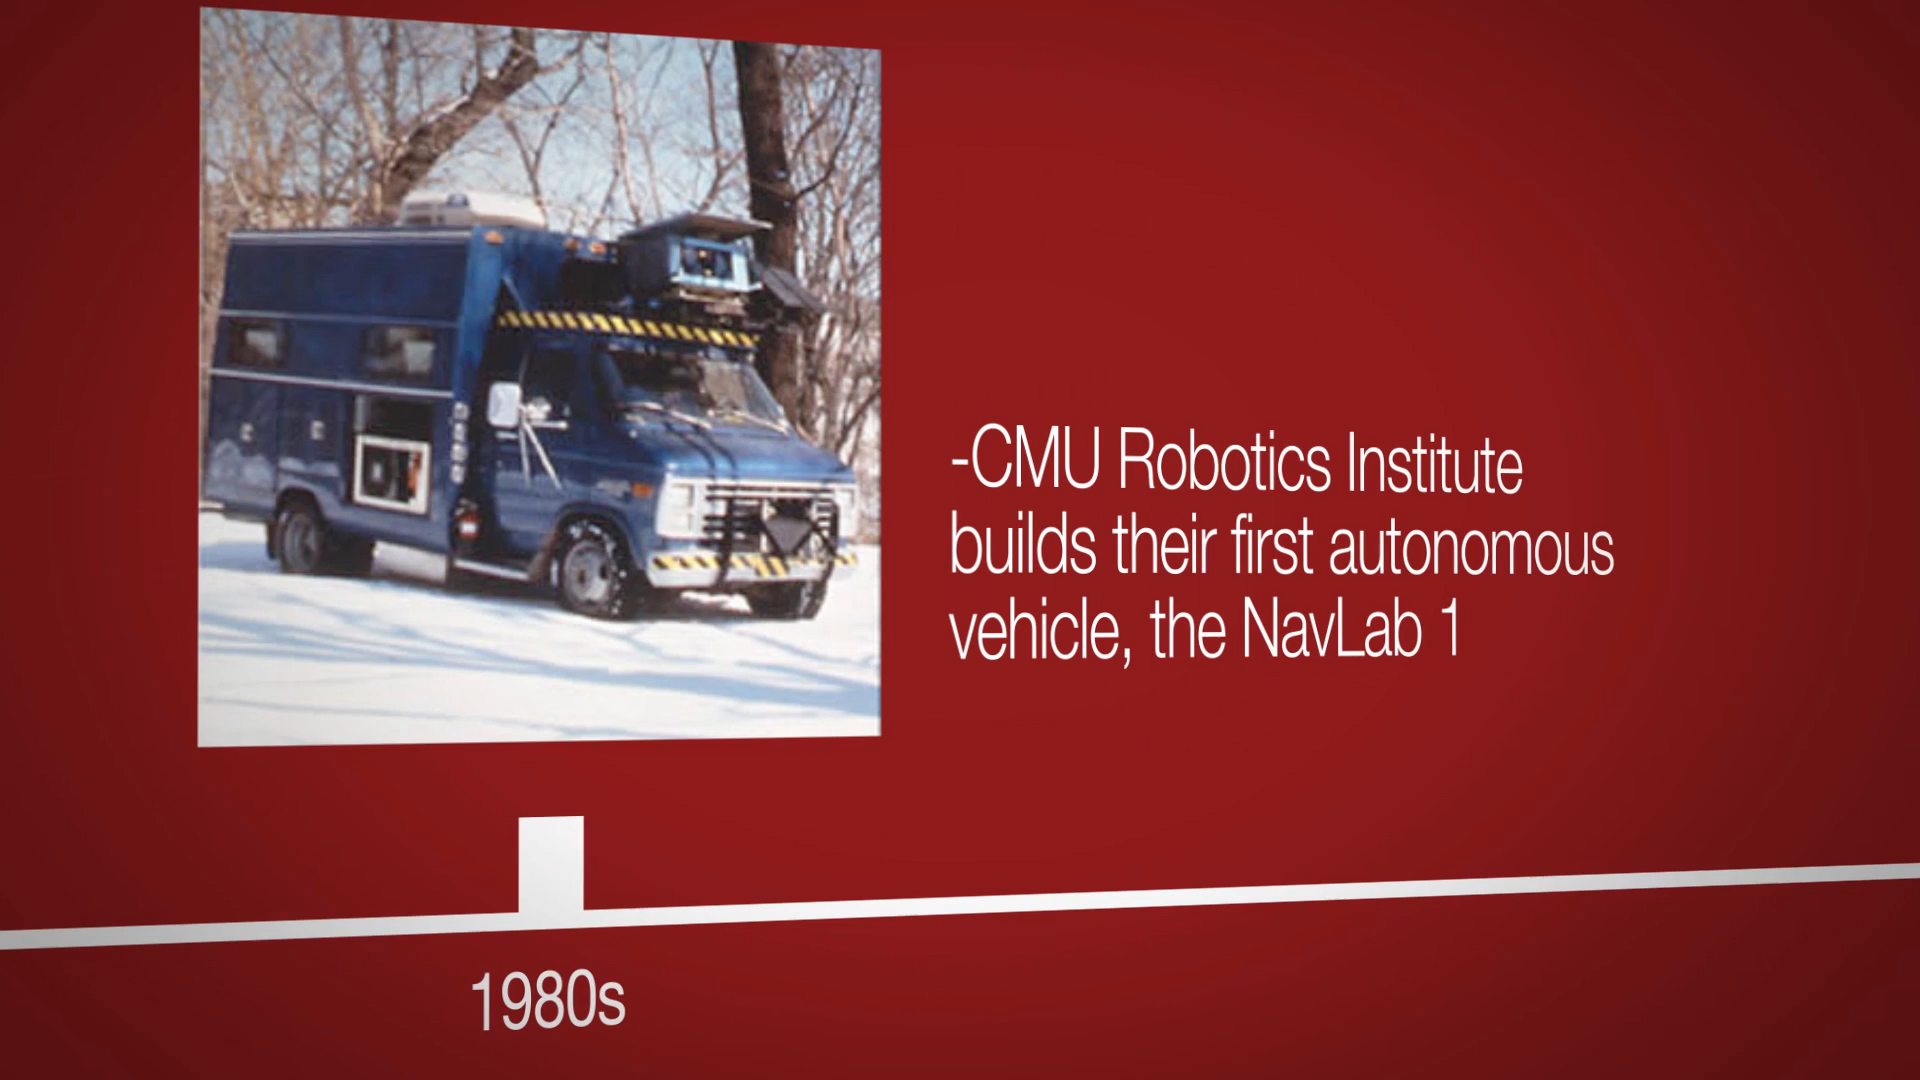 -CMU Robotics Institute
builds their first autonomous
vehicle, the NavLab 1
1980s